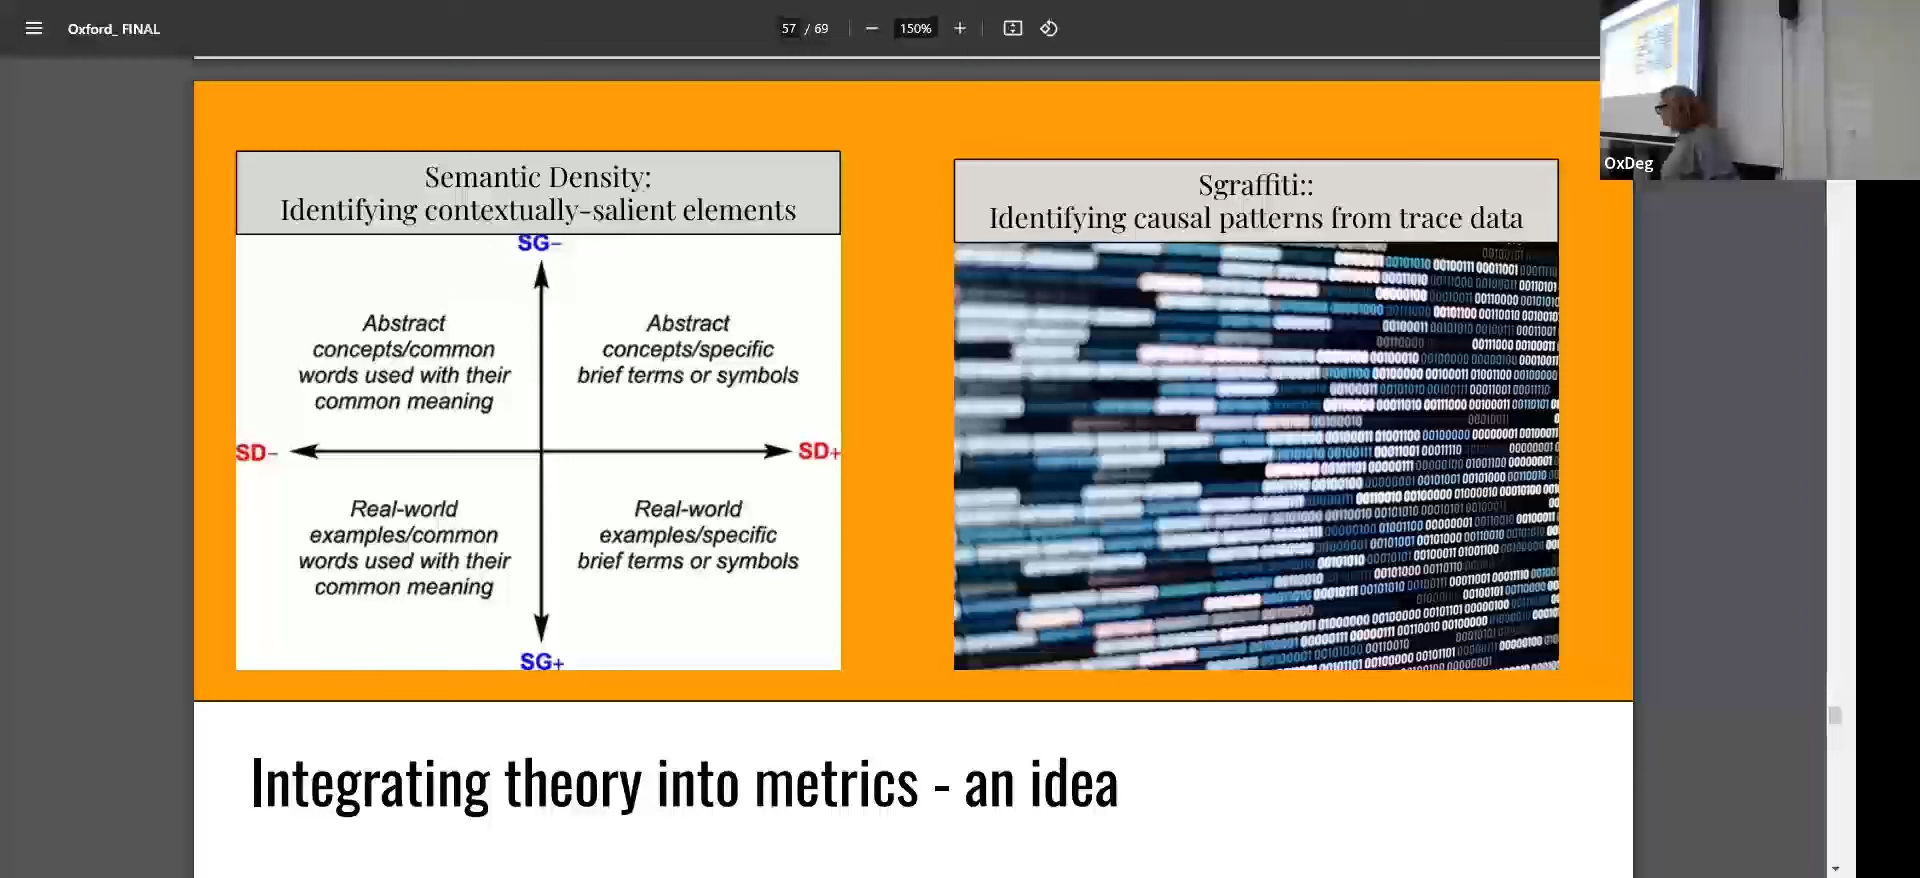 Oxford_ FINAL
57 / 69
150%
OxDeg
Semantic Density:
Identifying contextually-salient elements
SG–
Abstract
concepts/common
words used with their
common meaning
Abstract
concepts/specific
brief terms or symbols
SD–
SD+
Real-world
examples/common
words used with their
common meaning
Real-world
examples/specific
brief terms or symbols
SG+
Sgraffiti::
Identifying causal patterns from trace data
Integrating theory into metrics - an idea